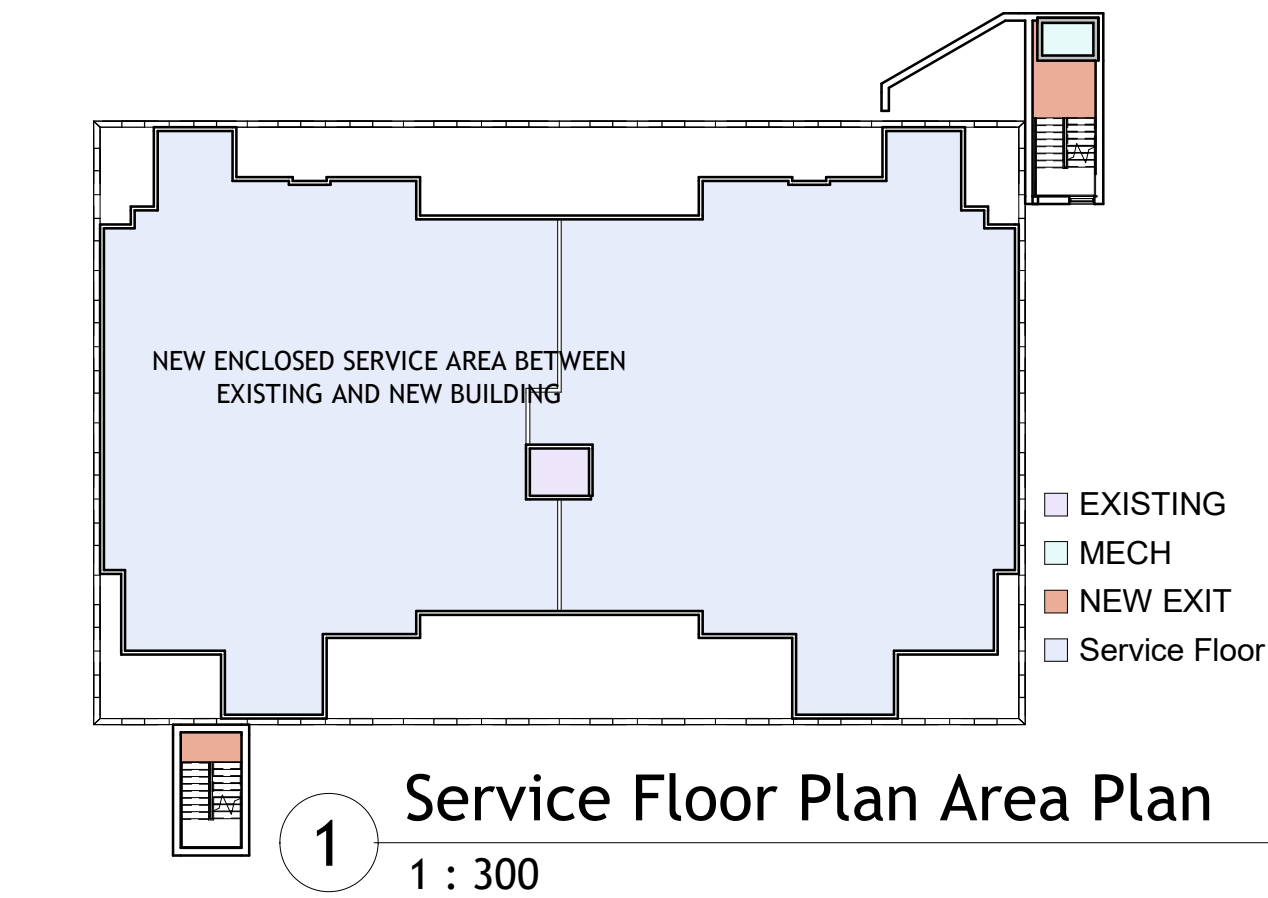 NEW ENCLOSED SERVICE AREA BETWEEN
EXISTING AND NEW BUILDING
EXISTING
MECH
NEW EXIT
Service Floor
1
Service Floor Plan Area Plan
1 : 300